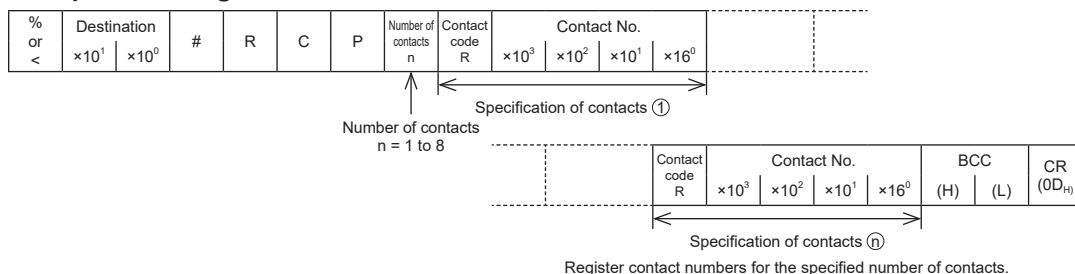 % or < Destination # R C P Number of contacts n Contact code R Contact No.
×10¹ ×10⁰ ×10³ ×10² ×10¹ ×16⁰
Specification of contacts ①
Number of contacts
n = 1 to 8
Contact code R Contact No. BCC CR (0D_H)
×10³ ×10² ×10¹ ×16⁰ (H) (L)
Specification of contacts ⓝ
Register contact numbers for the specified number of contacts.